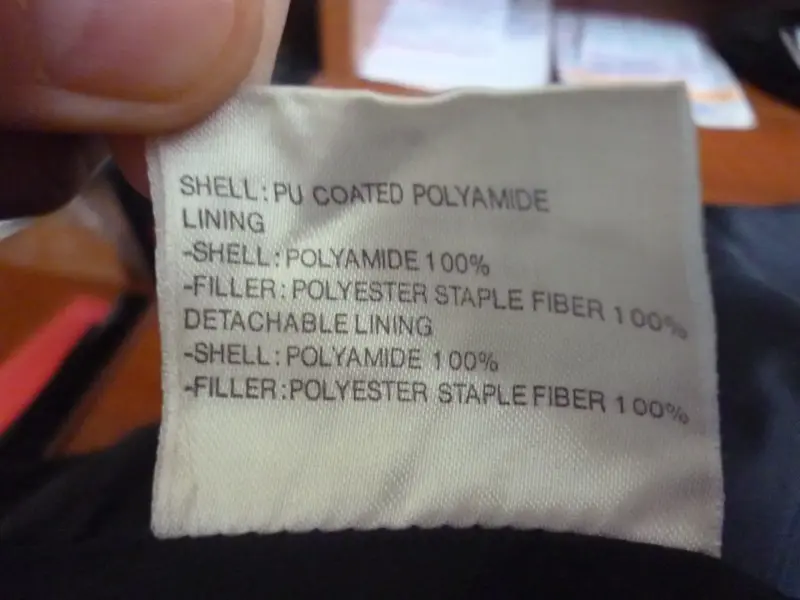 SHELL: PU COATED POLYAMIDE
LINING
-SHELL: POLYAMIDE 100%
-FILLER: POLYESTER STAPLE FIBER 100%
DETACHABLE LINING
-SHELL: POLYAMIDE 100%
-FILLER: POLYESTER STAPLE FIBER 100%